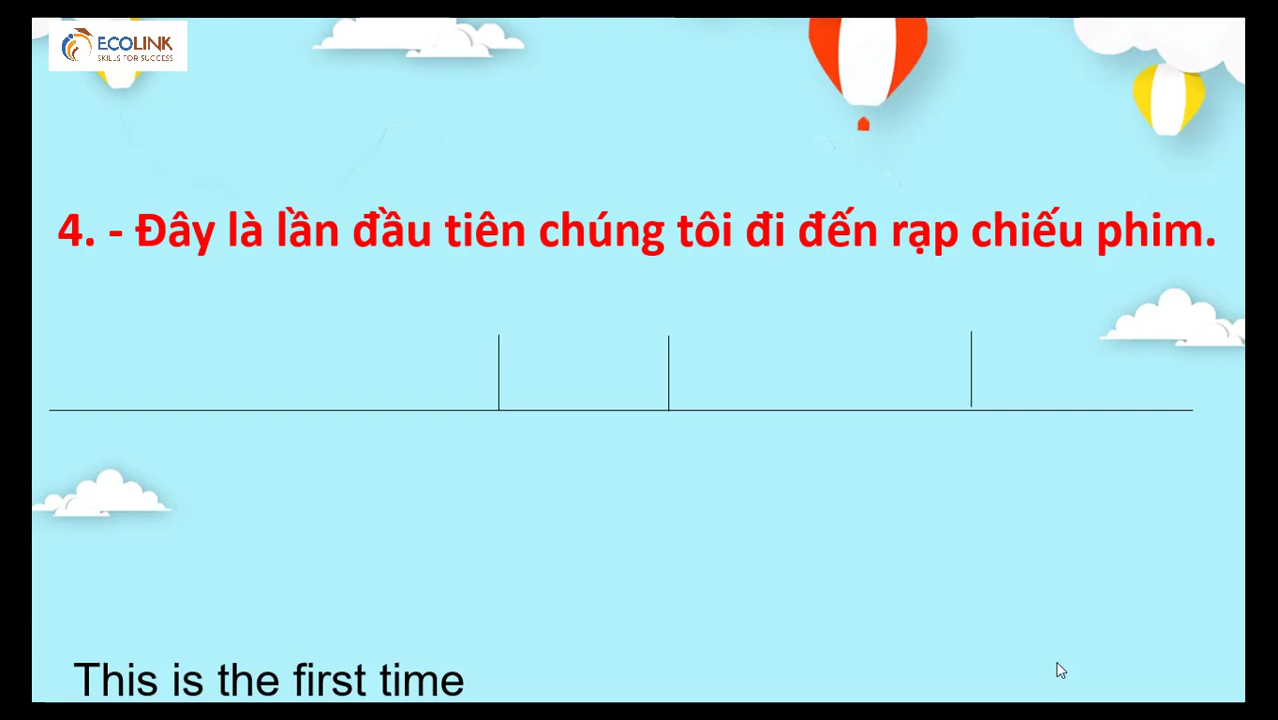 ECOLINK
SKILLS FOR SUCCESS
4. - Đây là lần đầu tiên chúng tôi đi đến rạp chiếu phim.
This is the first time